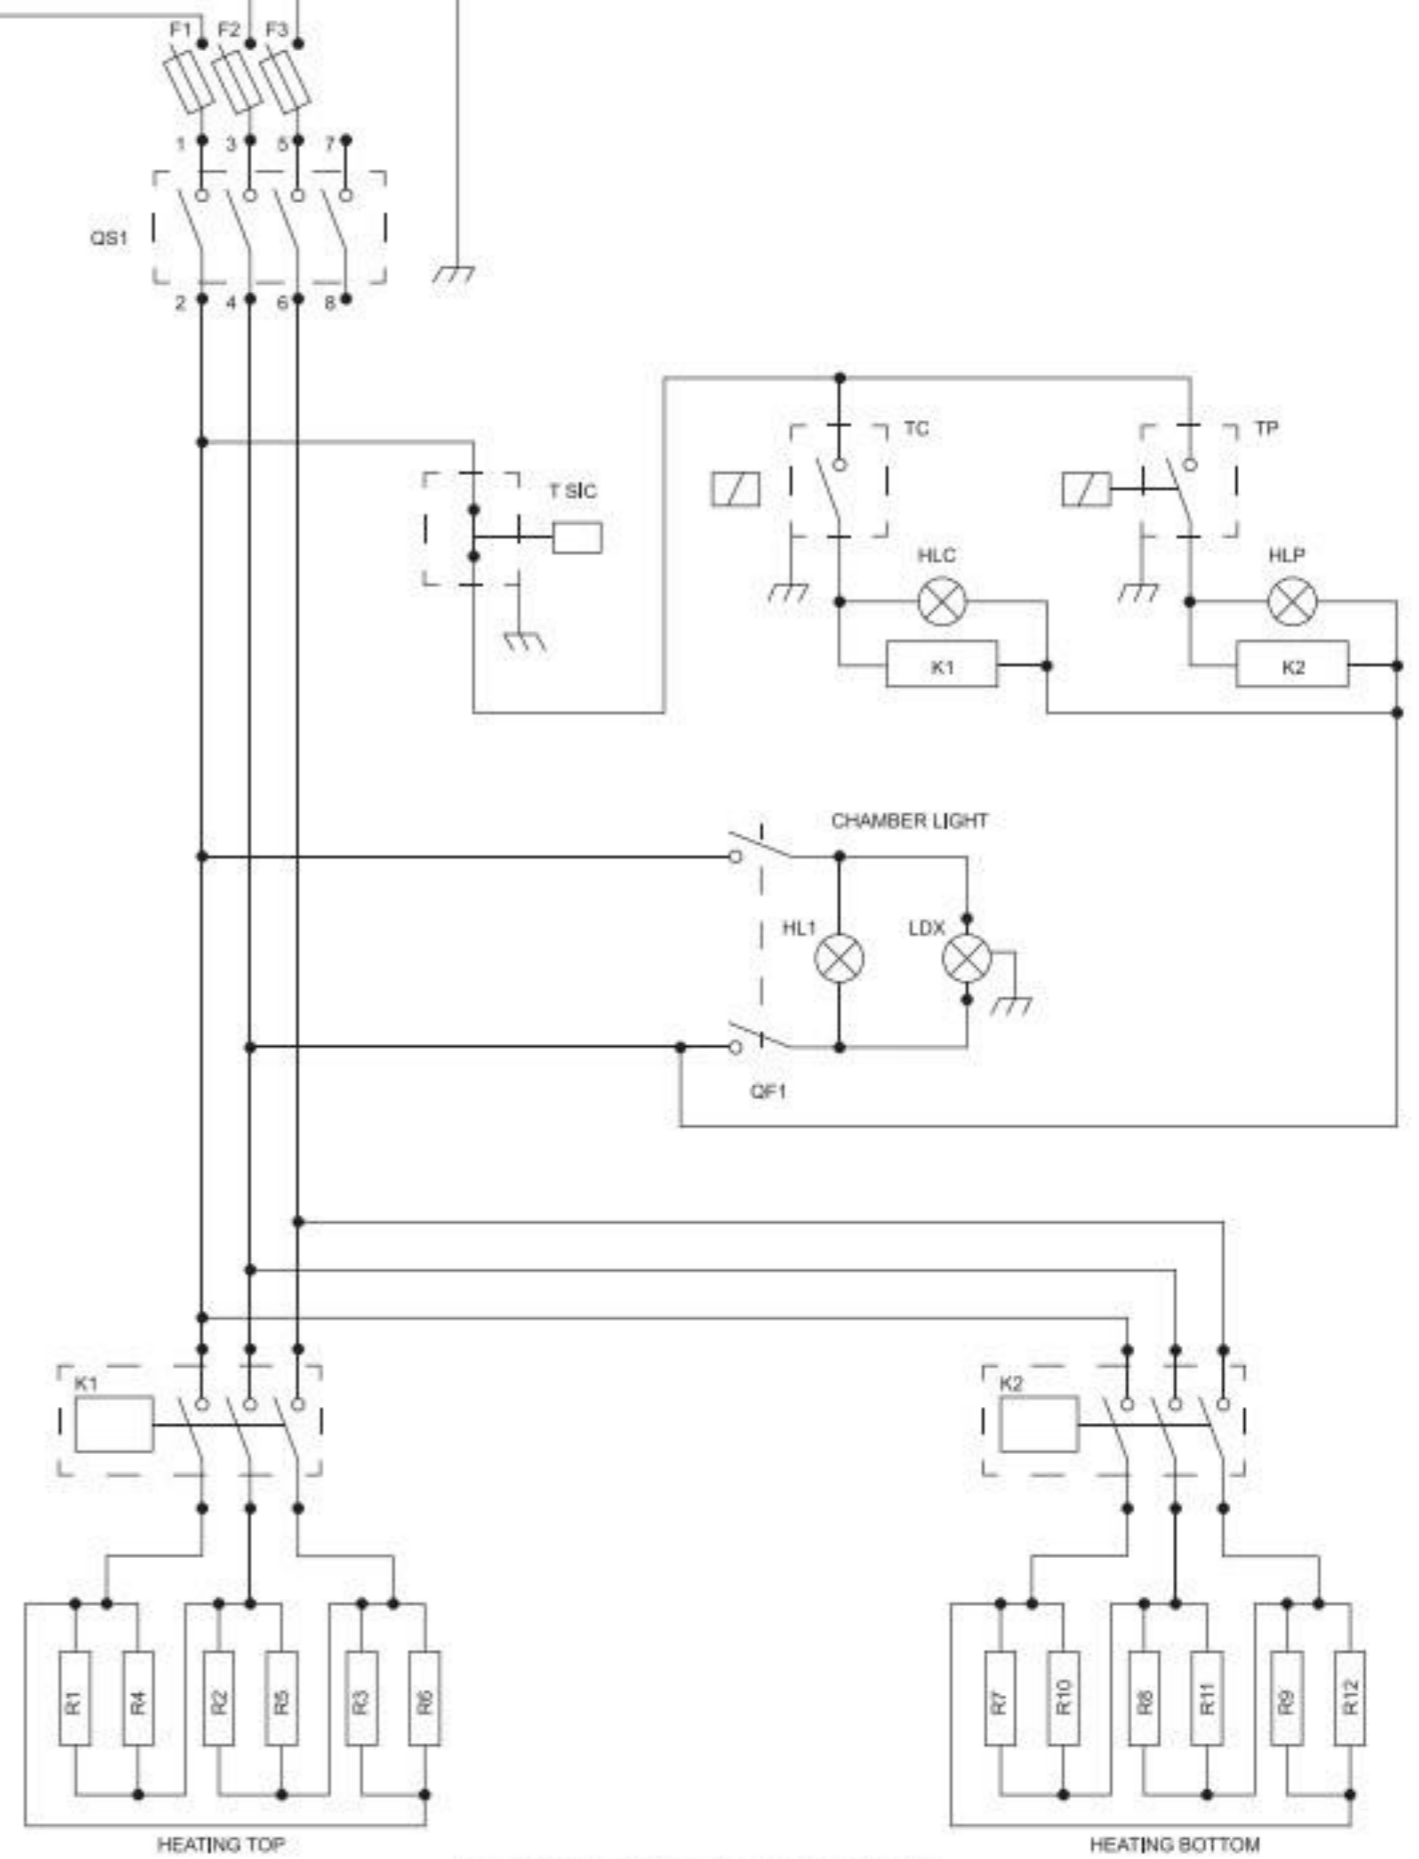 F1 F2 F3
1 3 5 7
QS1
2 4 6 8
TC TP
T SIC
HLC HLP
K1 K2
CHAMBER LIGHT
HL1 LDX
QF1
K1 K2
R1 R4 R2 R5 R3 R6 R7 R10 R8 R11 R9 R12
HEATING TOP HEATING BOTTOM